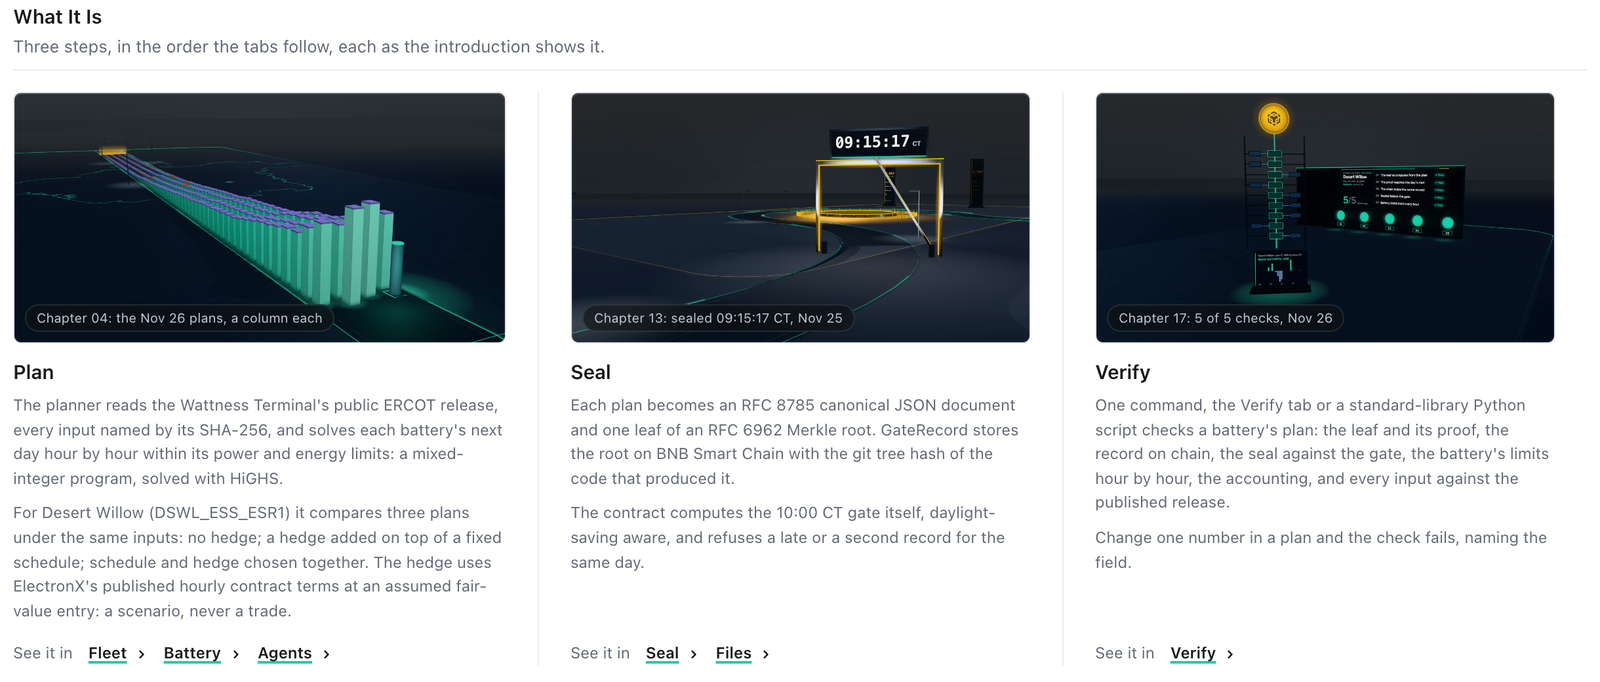 What It Is
Three steps, in the order the tabs follow, each as the introduction shows it.
Chapter 04: the Nov 26 plans, a column each
Plan
The planner reads the Wattness Terminal's public ERCOT release,
every input named by its SHA-256, and solves each battery's next
day hour by hour within its power and energy limits: a mixed-
integer program, solved with HiGHS.
For Desert Willow (DSWL_ESS_ESR1) it compares three plans
under the same inputs: no hedge; a hedge added on top of a fixed
schedule; schedule and hedge chosen together. The hedge uses
ElectronX's published hourly contract terms at an assumed fair-
value entry: a scenario, never a trade.
See it in Fleet › Battery › Agents ›
09:15:17 CT
Chapter 13: sealed 09:15:17 CT, Nov 25
Seal
Each plan becomes an RFC 8785 canonical JSON document
and one leaf of an RFC 6962 Merkle root. GateRecord stores
the root on BNB Smart Chain with the git tree hash of the
code that produced it.
The contract computes the 10:00 CT gate itself, daylight-
saving aware, and refuses a late or a second record for the
same day.
See it in Seal › Files ›
Desert Willow
5/5
Chapter 17: 5 of 5 checks, Nov 26
Verify
One command, the Verify tab or a standard-library Python
script checks a battery's plan: the leaf and its proof, the
record on chain, the seal against the gate, the battery's limits
hour by hour, the accounting, and every input against the
published release.
Change one number in a plan and the check fails, naming the
field.
See it in Verify ›